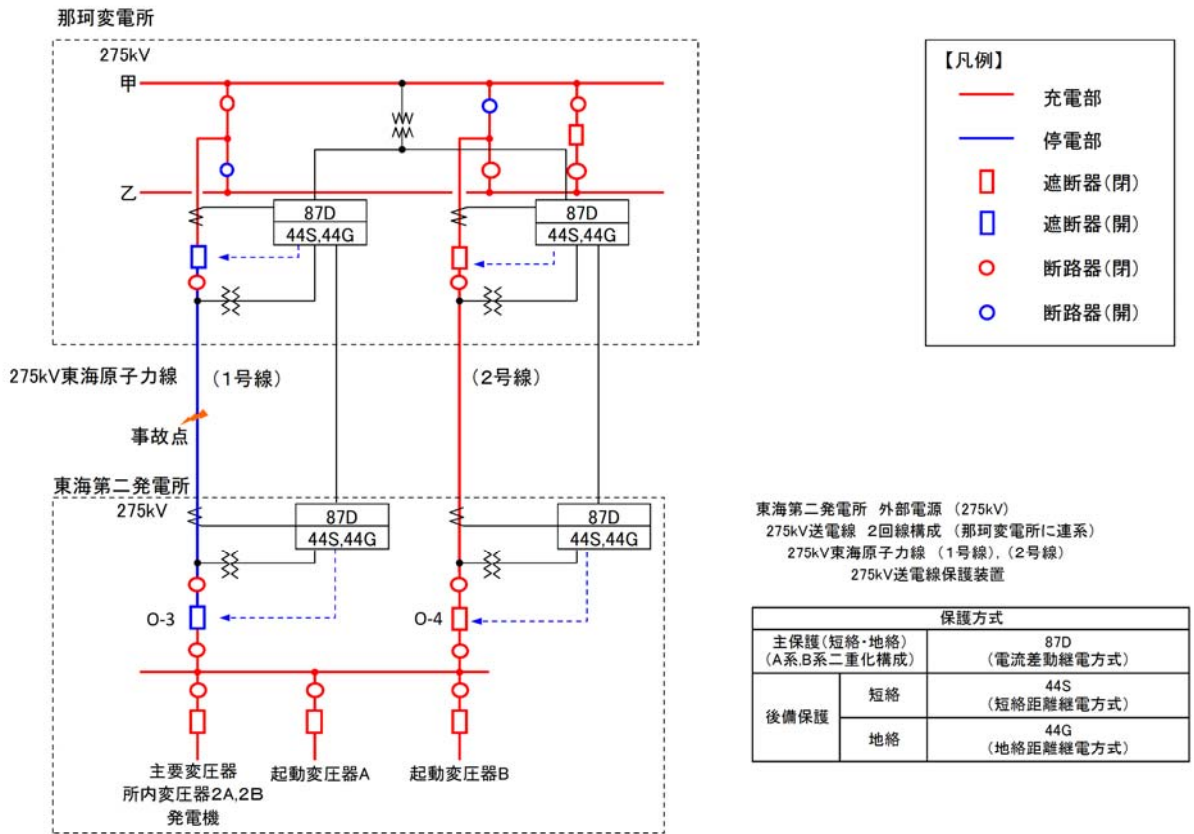 那珂変電所
275kV
甲
乙
87D
44S,44G
87D
44S,44G
275kV東海原子力線
(1号線)
(2号線)
事故点
東海第二発電所
275kV
87D
44S,44G
87D
44S,44G
O-3
O-4
主要変圧器
所内変圧器2A,2B
発電機
起動変圧器A
起動変圧器B
【凡例】
充電部
停電部
遮断器(閉)
遮断器(開)
断路器(閉)
断路器(開)
東海第二発電所 外部電源 (275kV)
275kV送電線 2回線構成 (那珂変電所に連系)
275kV東海原子力線 (1号線),(2号線)
275kV送電線保護装置
保護方式
主保護(短絡・地絡)
(A系,B系二重化構成)
87D
(電流差動継電方式)
後備保護
短絡
44S
(短絡距離継電方式)
地絡
44G
(地絡距離継電方式)